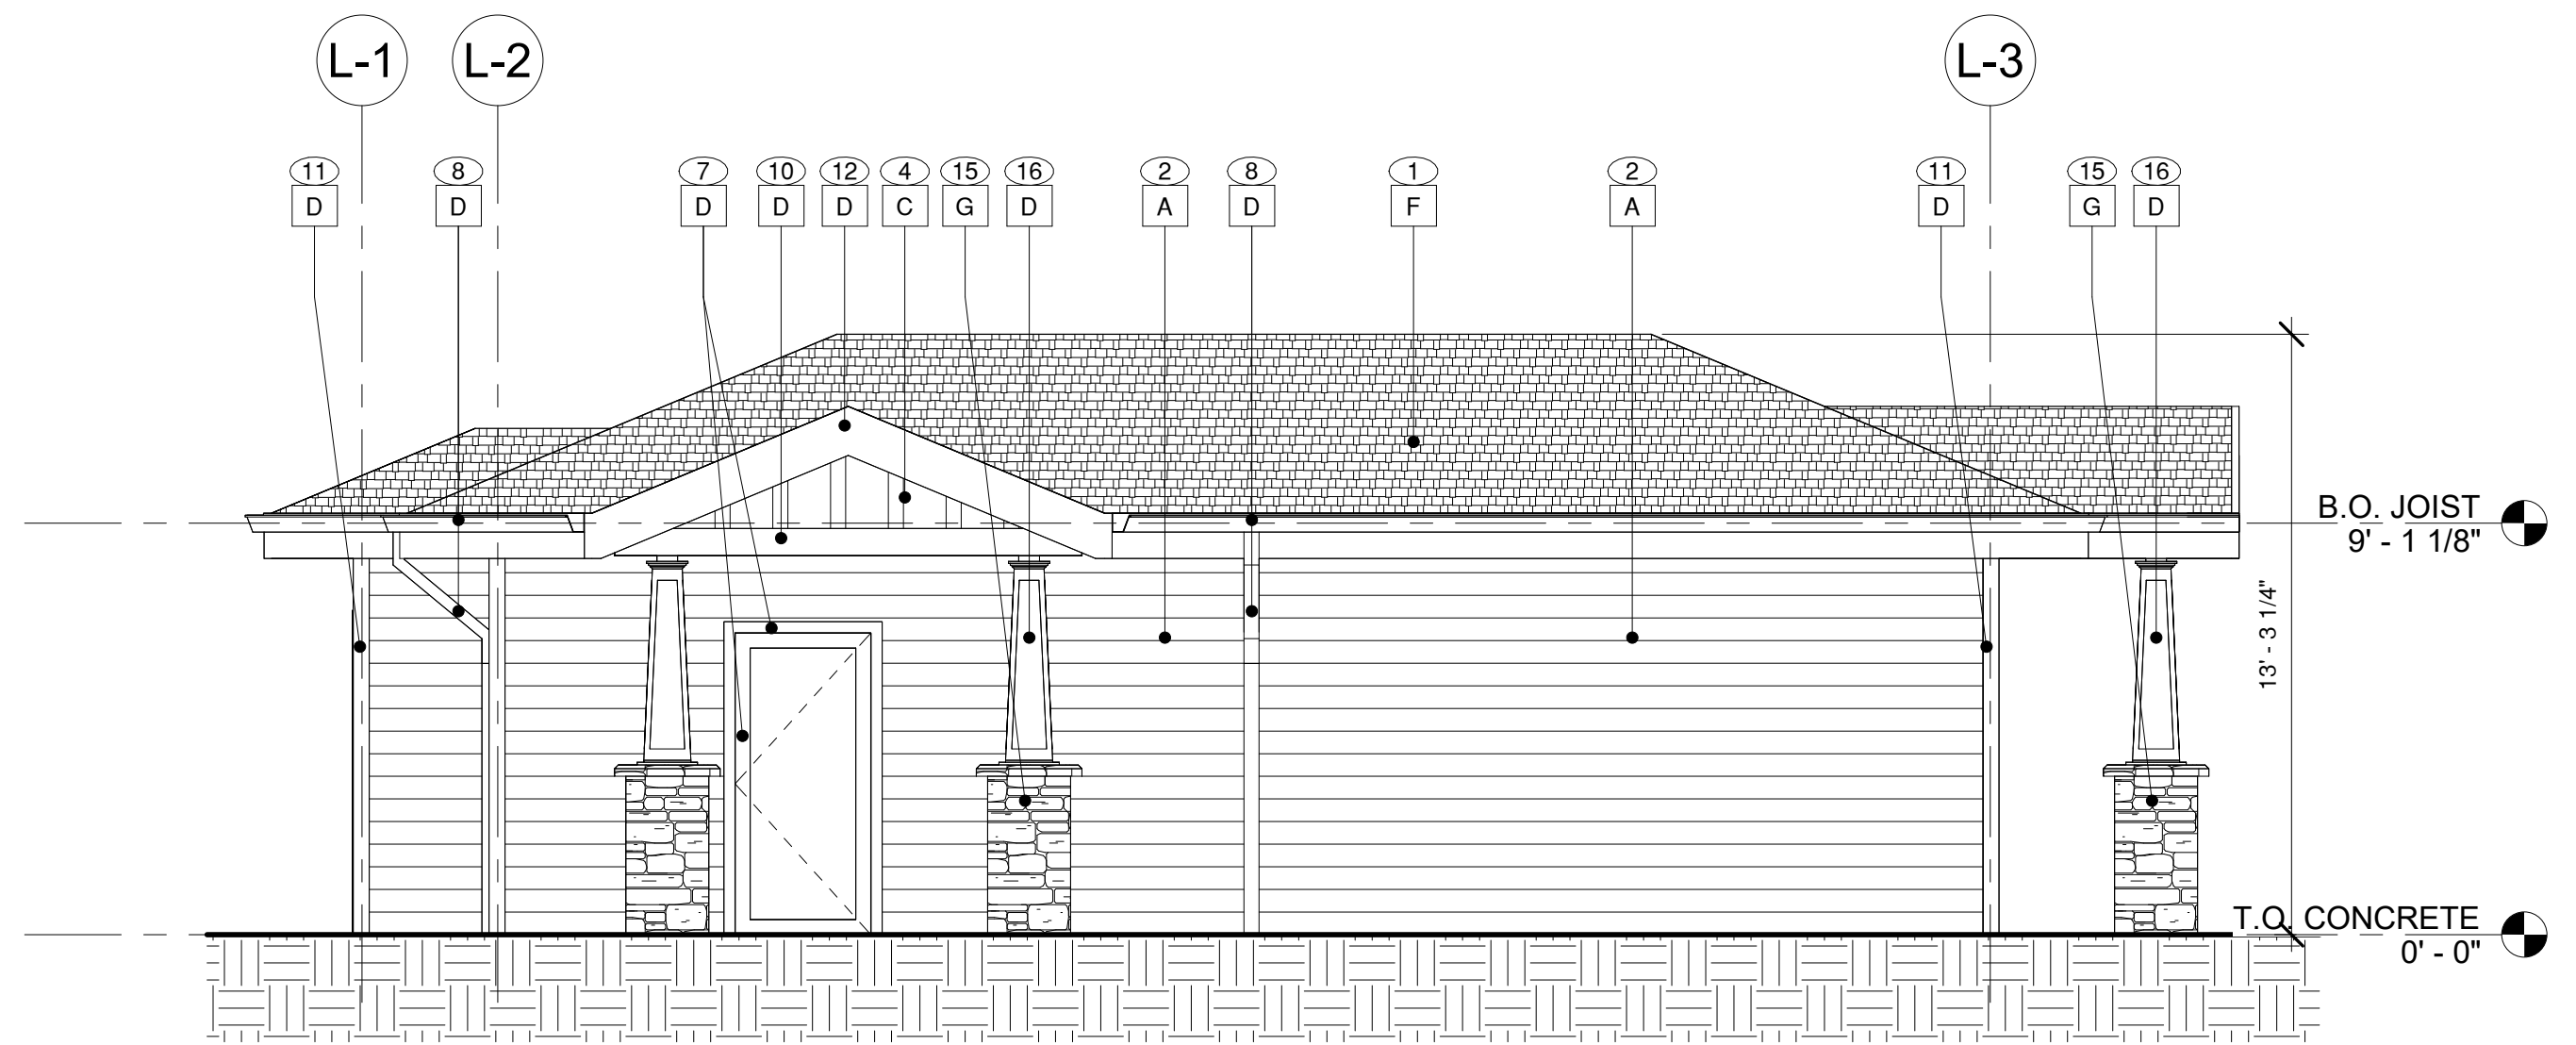 L-1
L-2
L-3
11
D
8
D
7
D
10
D
12
D
4
C
15
G
16
D
2
A
8
D
1
F
2
A
11
D
15
G
16
D
B.O. JOIST
9' - 1 1/8"
13' - 3 1/4"
T.O. CONCRETE
0' - 0"